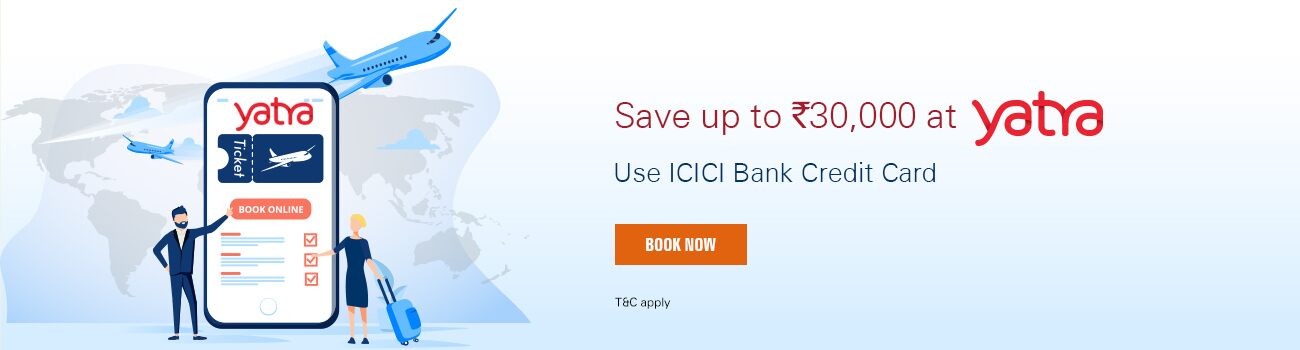 yatra
Ticket
BOOK ONLINE
Save up to ₹30,000 at yatra
Use ICICI Bank Credit Card
BOOK NOW
T&C apply